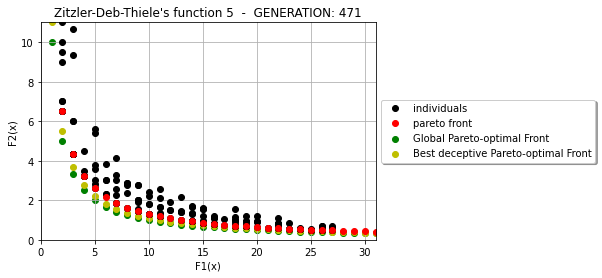 Zitzler-Deb-Thiele's function 5 - GENERATION: 471
F2(x)
10
8
6
4
2
0
0 5 10 15 20 25 30
F1(x)
individuals
pareto front
Global Pareto-optimal Front
Best deceptive Pareto-optimal Front